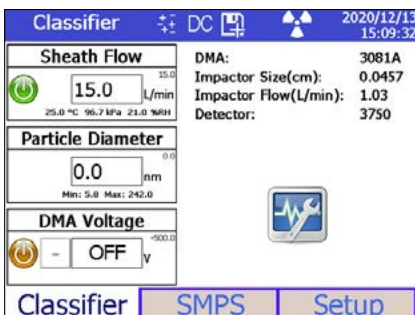 Classifier DC 2020/12/13
15:09:32
Sheath Flow
15.0
15.0 L/min
25.0 °C 96.7 kPa 21.0 %RH
Particle Diameter
0.0
0.0 nm
Min: 5.0 Max: 242.0
DMA Voltage
-500.0
- OFF V
DMA: 3081A
Impactor Size(cm): 0.0457
Impactor Flow(L/min): 1.03
Detector: 3750
Classifier SMPS Setup